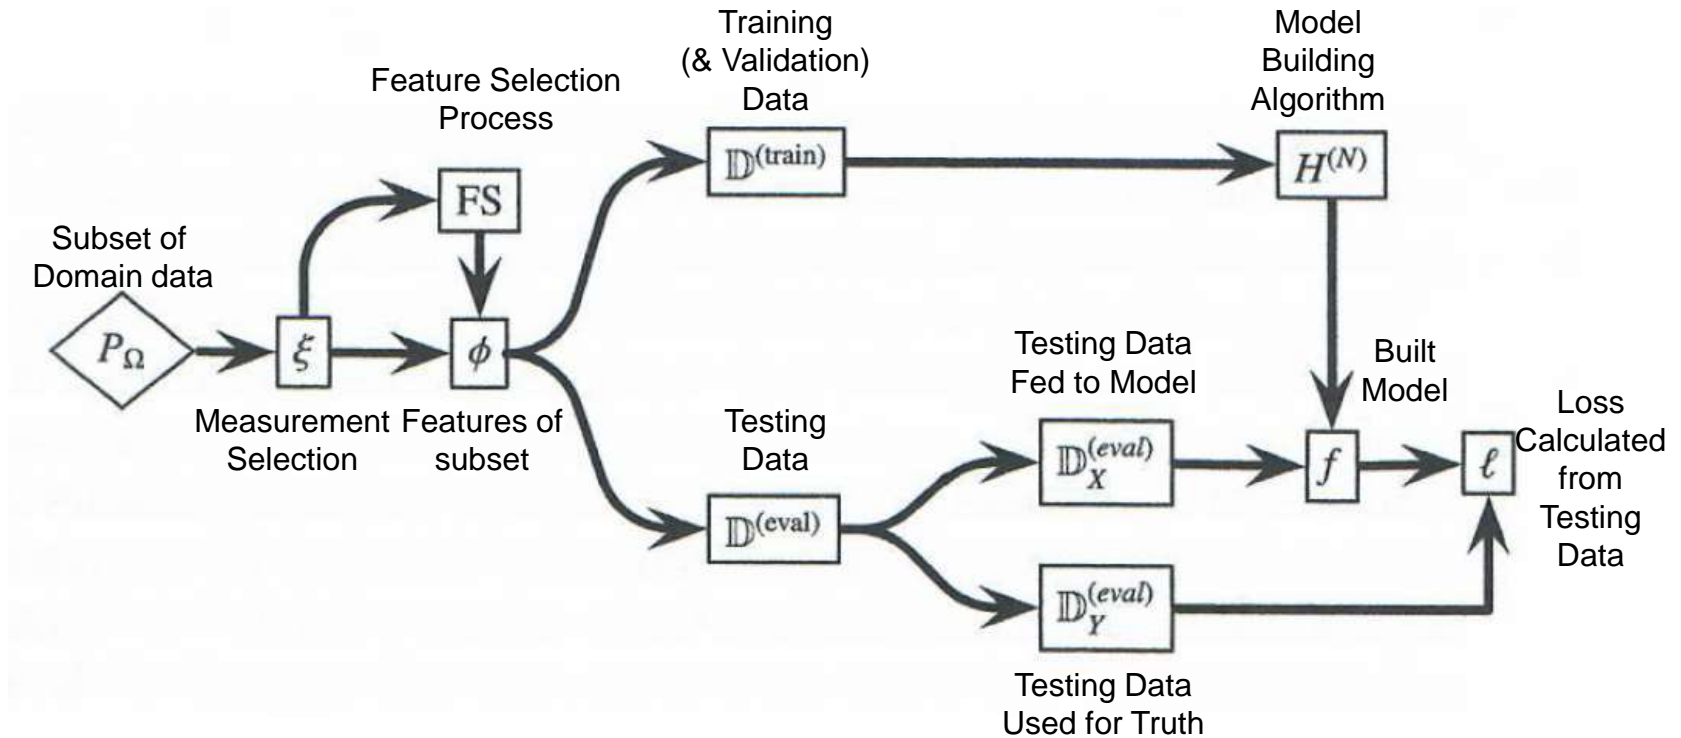 Training
(& Validation)
Data
Model
Building
Algorithm
Feature Selection
Process
𝔻(train)
H(N)
FS
Subset of
Domain data
PΩ
ξ
ϕ
Measurement
Selection
Features of
subset
Testing
Data
𝔻(eval)
Testing Data
Fed to Model
𝔻X(eval)
Built
Model
f
ℓ
Loss
Calculated
from
Testing
Data
𝔻Y(eval)
Testing Data
Used for Truth